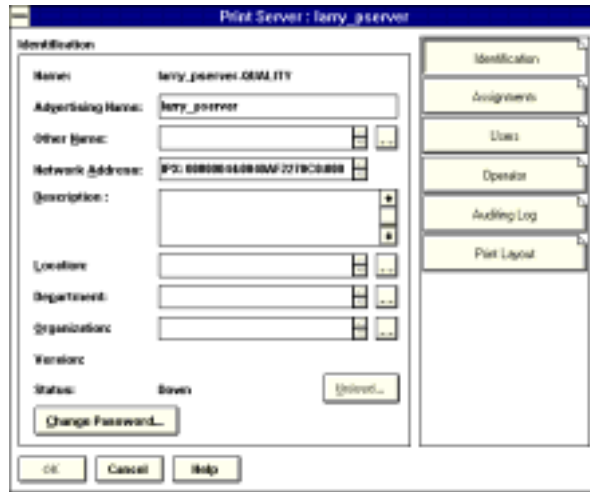 Print Server : larry_pserver
Identification
Name: larry_pserver.QUALITY
Advertising Name: larry_pserver
Other Name:
Network Address:
Description :
Location:
Department:
Organization:
Version:
Status: Down Unload...
Change Password...
OK Cancel Help
Identification
Assignments
Users
Operator
Auditing Log
Print Layout